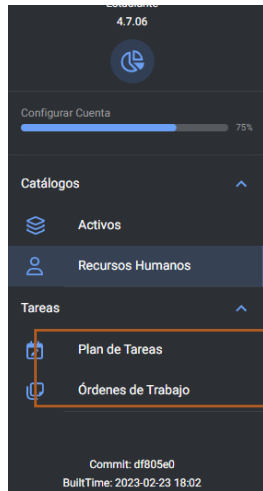 Estudiante
4.7.06
Configurar Cuenta
75%
Catálogos
Activos
Recursos Humanos
Tareas
Plan de Tareas
Órdenes de Trabajo
Commit: df805e0
BuiltTime: 2023-02-23 18:02